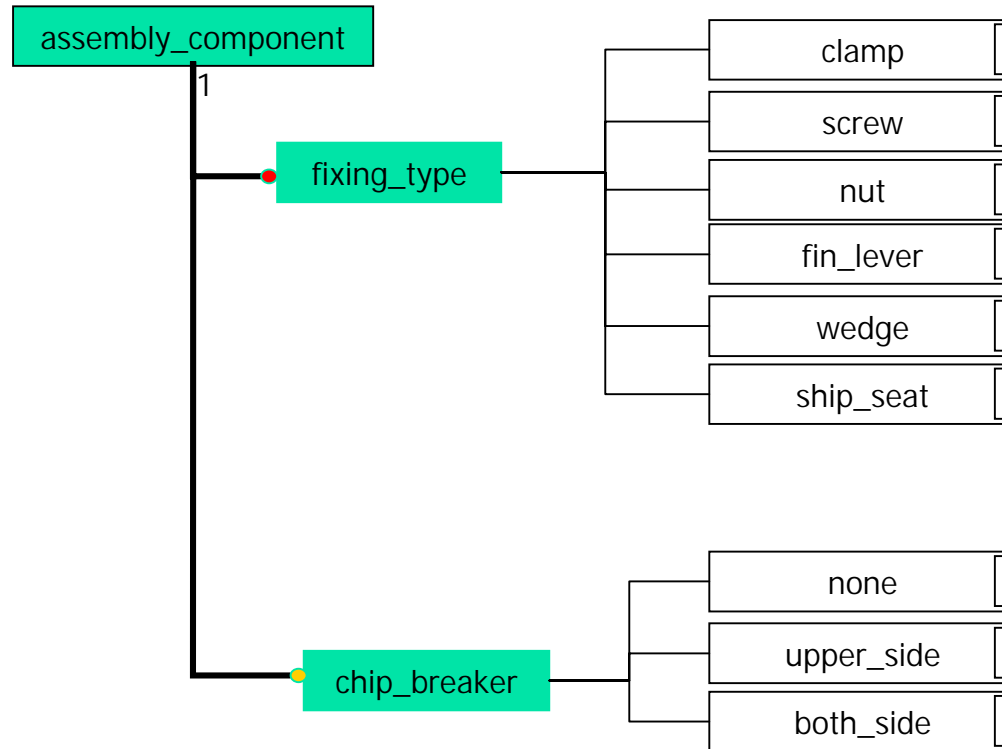 assembly_component
1
fixing_type
clamp
screw
nut
fin_lever
wedge
ship_seat
chip_breaker
none
upper_side
both_side